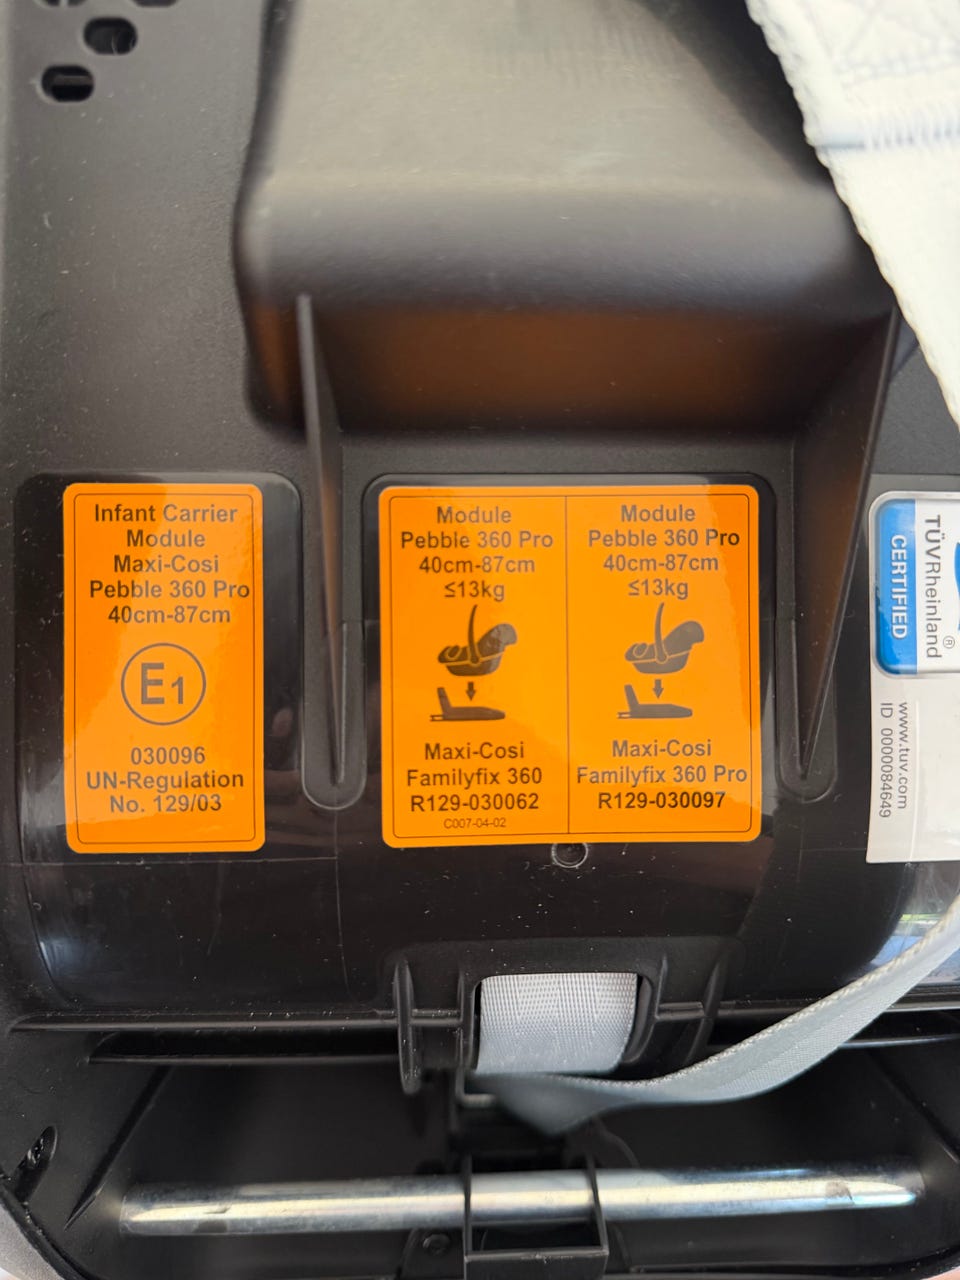 Infant Carrier
Module
Maxi-Cosi
Pebble 360 Pro
40cm-87cm
E1
030096
UN-Regulation
No. 129/03
Module
Pebble 360 Pro
40cm-87cm
≤13kg
Maxi-Cosi
Familyfix 360
R129-030062
C007-04-02
Module
Pebble 360 Pro
40cm-87cm
≤13kg
Maxi-Cosi
Familyfix 360 Pro
R129-030097
TÜVRheinland®
CERTIFIED
www.tuv.com
ID 0000084649